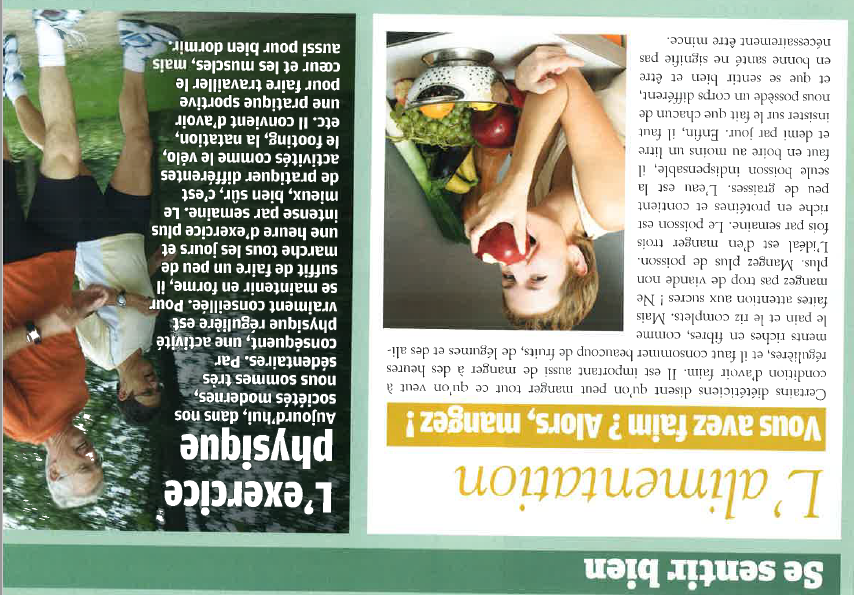 Se sentir bien
L'alimentation
Vous avez faim ? Alors, mangez !
Certains diététiciens disent qu'on peut manger tout ce qu'on veut à
condition d'avoir faim. Il est important aussi de manger à des heures
régulières, et il faut consommer beaucoup de fruits, de légumes et des ali-
ments riches en fibres, comme
le pain et le riz complets. Mais
faites attention aux sucres ! Ne
mangez pas trop de viande non
plus. Mangez plus de poisson.
L'idéal est d'en manger trois
fois par semaine. Le poisson est
riche en protéines et contient
peu de graisses. L'eau est la
seule boisson indispensable, il
faut en boire au moins un litre
et demi par jour. Enfin, il faut
insister sur le fait que chacun de
nous possède un corps différent,
et que se sentir bien et être
en bonne santé ne signifie pas
nécessairement être mince.
L'exercice
physique
Aujourd'hui, dans nos
sociétés modernes,
nous sommes très
sédentaires. Par
conséquent, une activité
physique régulière est
vraiment conseillée. Pour
se maintenir en forme, il
suffit de faire un peu de
marche tous les jours et
une heure d'exercice plus
intense par semaine. Le
mieux, bien sûr, c'est
de pratiquer différentes
activités comme le vélo,
le footing, la natation,
etc. Il convient d'avoir
une pratique sportive
pour faire travailler le
cœur et les muscles, mais
aussi pour bien dormir.